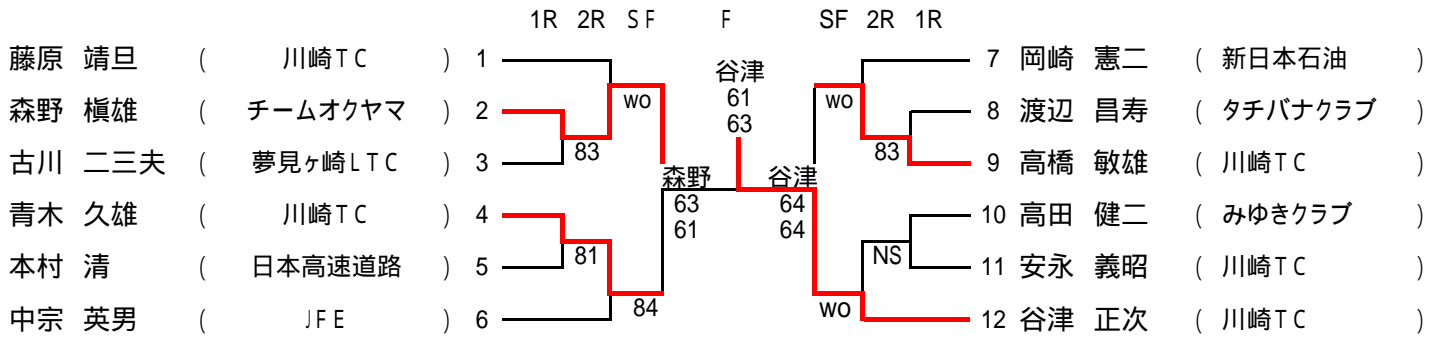 1R 2R SF F SF 2R 1R
藤原 靖旦 ( 川崎TC ) 1
7 岡崎 憲二 ( 新日本石油 )
谷津
61
63
wo
wo
森野 槇雄 ( チームオクヤマ ) 2
8 渡辺 昌寿 ( タチバナクラブ )
83
83
古川 二三夫 ( 夢見ヶ崎LTC ) 3
9 高橋 敏雄 ( 川崎TC )
森野
63
61
谷津
64
64
青木 久雄 ( 川崎TC ) 4
10 高田 健二 ( みゆきクラブ )
81
NS
本村 清 ( 日本高速道路 ) 5
11 安永 義昭 ( 川崎TC )
84
wo
中宗 英男 ( JFE ) 6
12 谷津 正次 ( 川崎TC )